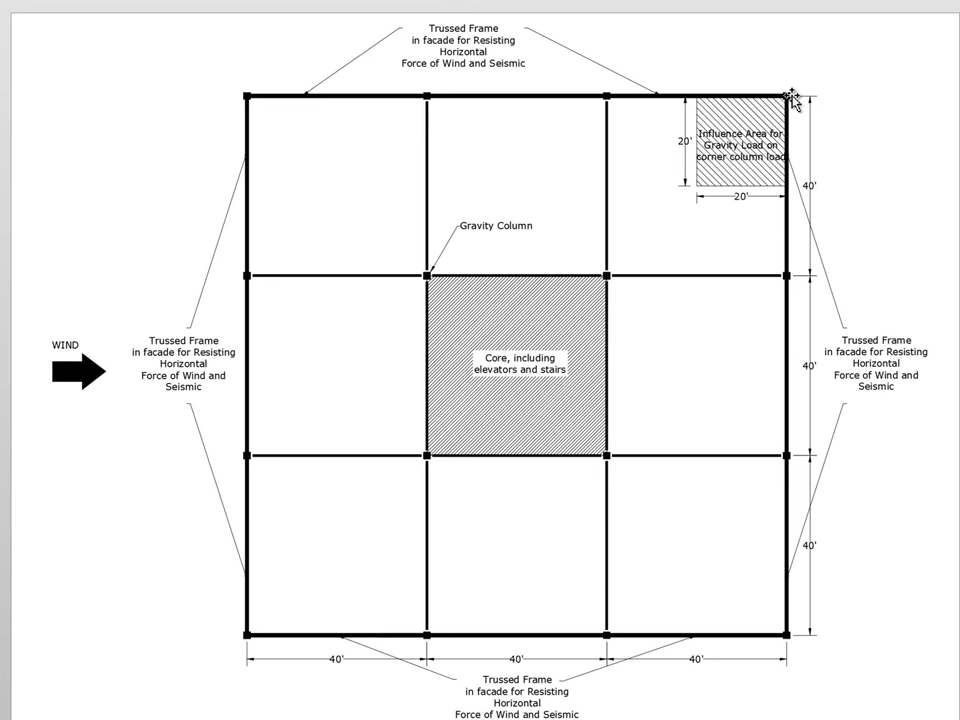 Trussed Frame
in facade for Resisting
Horizontal
Force of Wind and Seismic
Influence Area for
Gravity Load on
corner column load
20'
20'
40'
Gravity Column
WIND
Trussed Frame
in facade for Resisting
Horizontal
Force of Wind and
Seismic
Core, including
elevators and stairs
40'
Trussed Frame
in facade for Resisting
Horizontal
Force of Wind and
Seismic
40'
40'
40'
40'
Trussed Frame
in facade for Resisting
Horizontal
Force of Wind and Seismic